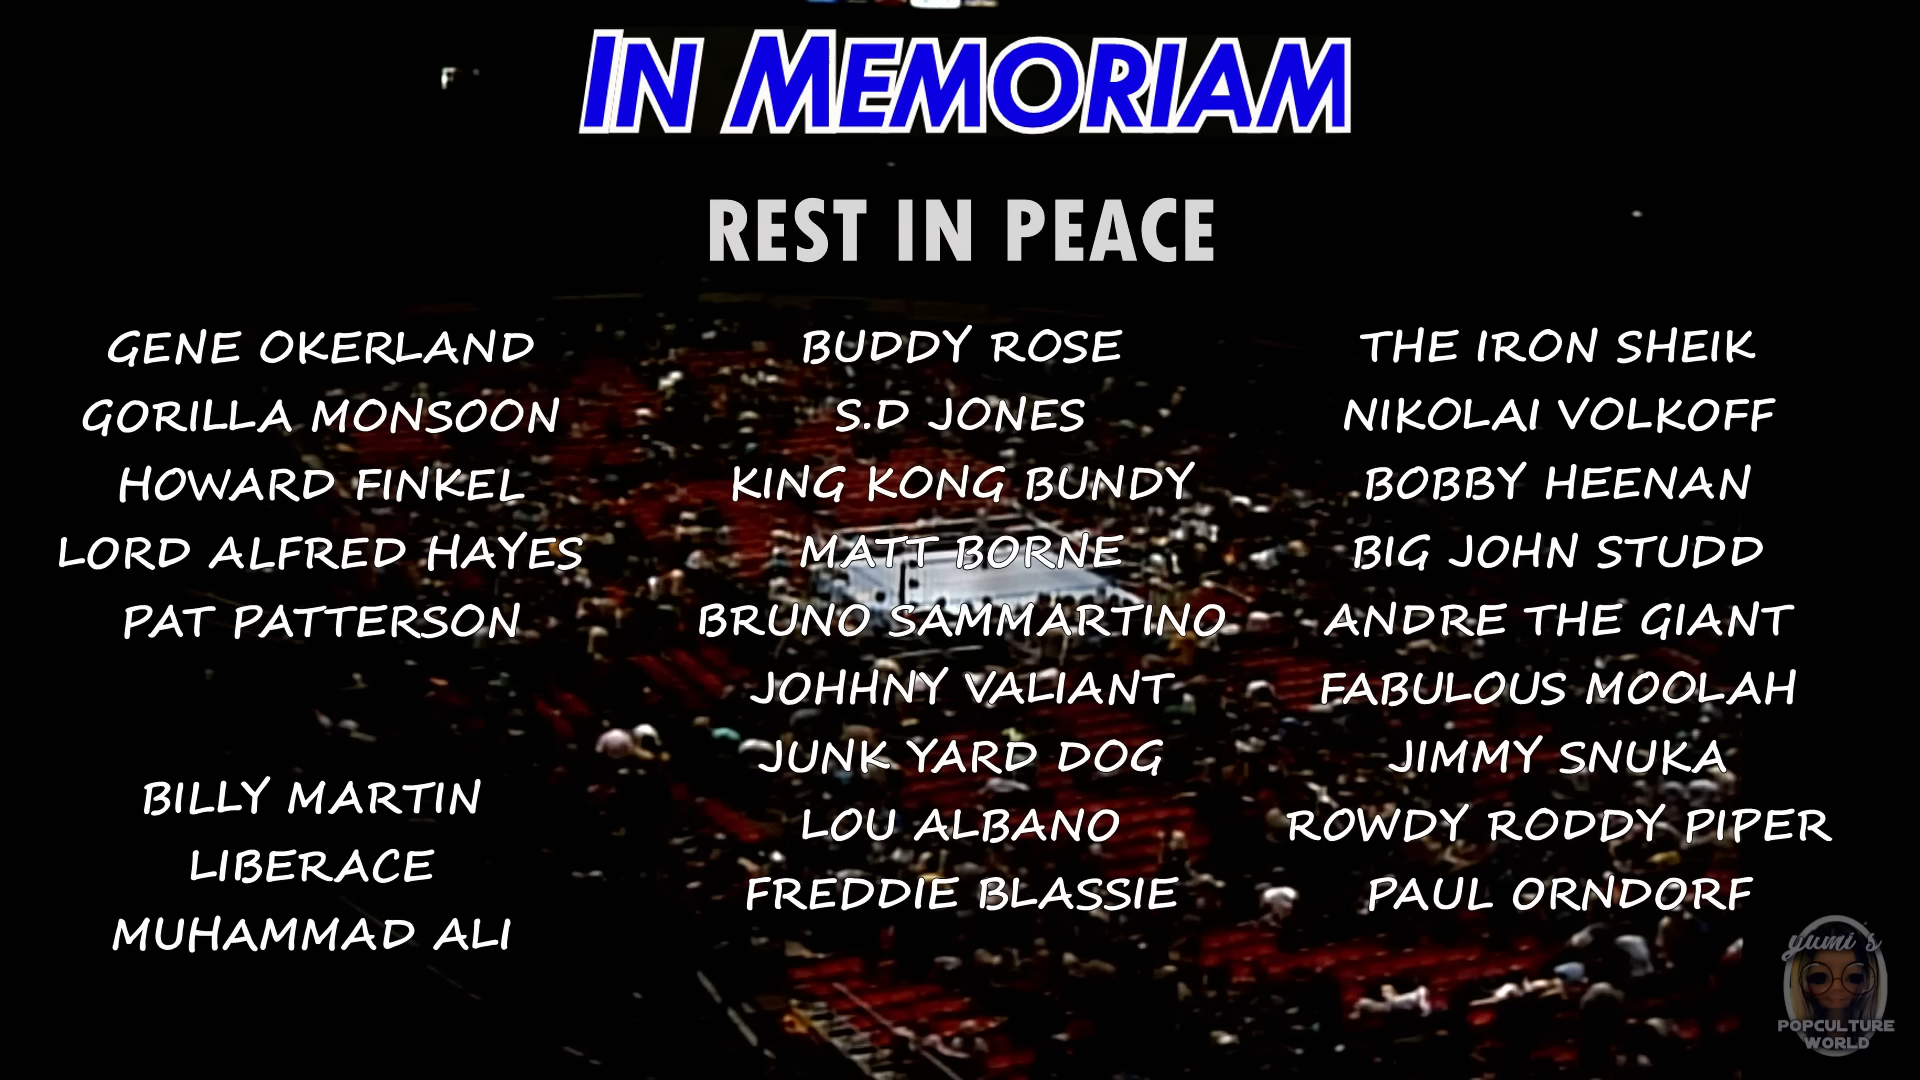 IN MEMORIAM
REST IN PEACE
GENE OKERLAND
GORILLA MONSOON
HOWARD FINKEL
LORD ALFRED HAYES
PAT PATTERSON
BILLY MARTIN
LIBERACE
MUHAMMAD ALI
BUDDY ROSE
S.D JONES
KING KONG BUNDY
MATT BORNE
BRUNO SAMMARTINO
JOHHNY VALIANT
JUNK YARD DOG
LOU ALBANO
FREDDIE BLASSIE
THE IRON SHEIK
NIKOLAI VOLKOFF
BOBBY HEENAN
BIG JOHN STUDD
ANDRE THE GIANT
FABULOUS MOOLAH
JIMMY SNUKA
ROWDY RODDY PIPER
PAUL ORNDORF
yumi's
POPCULTURE
WORLD